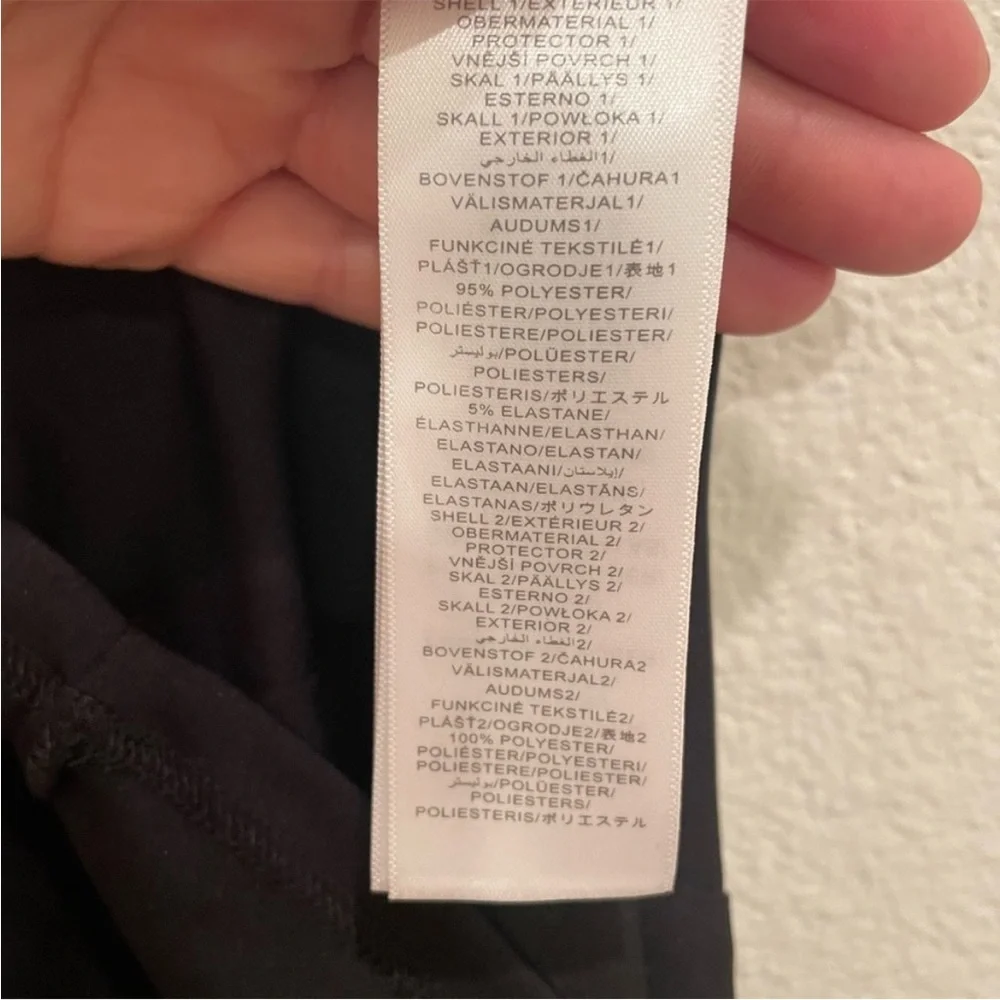 SHELL 1/EXTÉRIEUR 1/
OBERMATERIAL 1/
PROTECTOR 1/
VNĚJŠÍ POVRCH 1/
SKAL 1/PÄÄLLYS 1/
ESTERNO 1/
SKALL 1/POWŁOKA 1/
EXTERIOR 1/
الغطاء الخارجي1/
BOVENSTOF 1/ČAHURA1
VÄLISMATERJAL1/
AUDUMS1/
FUNKCINĖ TEKSTILĖ1/
PLÁŠŤ1/OGRODJE1/表地1
95% POLYESTER/
POLIÉSTER/POLYESTERI/
POLIESTERE/POLIESTER/
بوليستر/POLÜESTER/
POLIESTERS/
POLIESTERIS/ポリエステル
5% ELASTANE/
ÉLASTHANNE/ELASTHAN/
ELASTANO/ELASTAN/
ELASTAANI/إيلاستان/
ELASTAAN/ELASTĀNS/
ELASTANAS/ポリウレタン
SHELL 2/EXTÉRIEUR 2/
OBERMATERIAL 2/
PROTECTOR 2/
VNĚJŠÍ POVRCH 2/
SKAL 2/PÄÄLLYS 2/
ESTERNO 2/
SKALL 2/POWŁOKA 2/
EXTERIOR 2/
الغطاء الخارجي2/
BOVENSTOF 2/ČAHURA2
VÄLISMATERJAL2/
AUDUMS2/
FUNKCINĖ TEKSTILĖ2/
PLÁŠŤ2/OGRODJE2/表地2
100% POLYESTER/
POLIÉSTER/POLYESTERI/
POLIESTERE/POLIESTER/
بوليستر/POLÜESTER/
POLIESTERS/
POLIESTERIS/ポリエステル